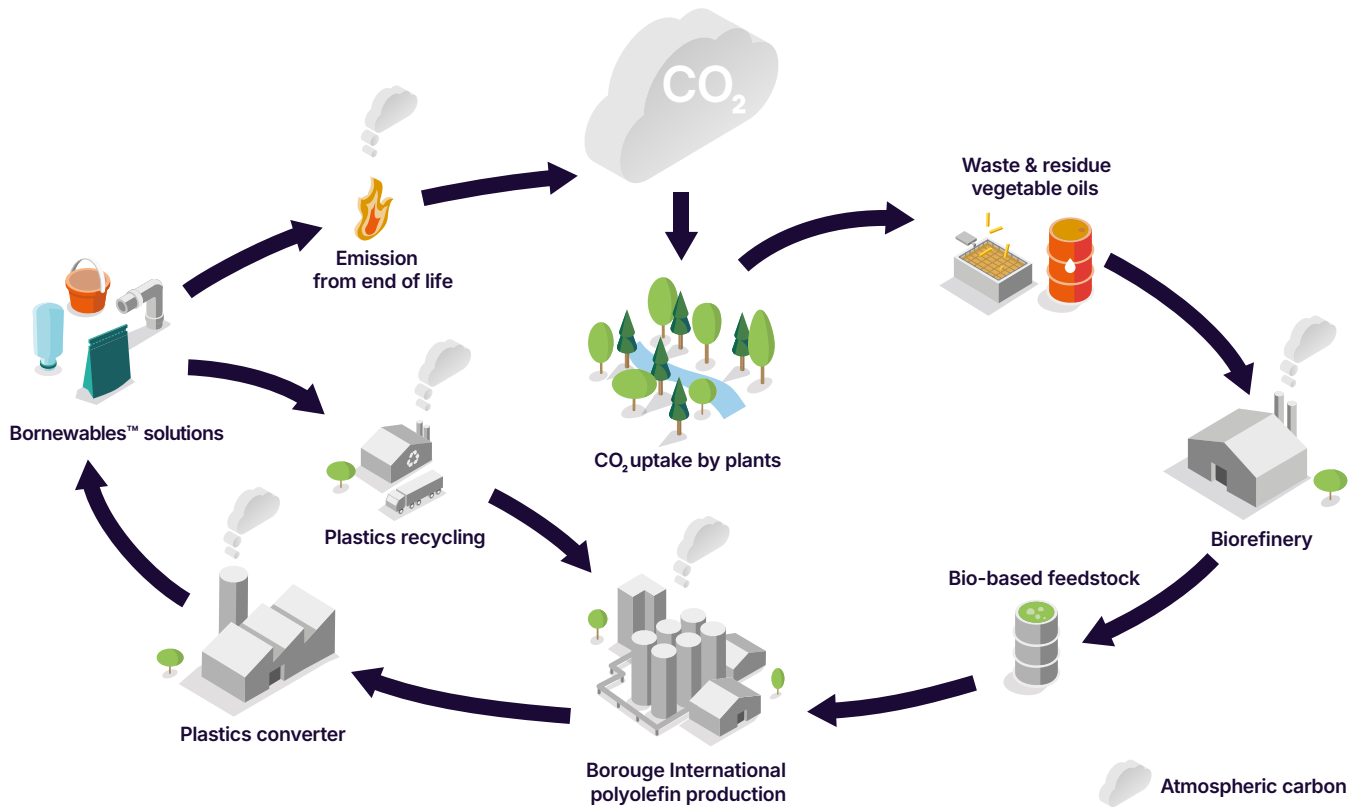 CO₂
Waste & residue
vegetable oils
Emission
from end of life
Bornewables™ solutions
CO₂ uptake by plants
Plastics recycling
Biorefinery
Bio-based feedstock
Plastics converter
Borouge International
polyolefin production
Atmospheric carbon